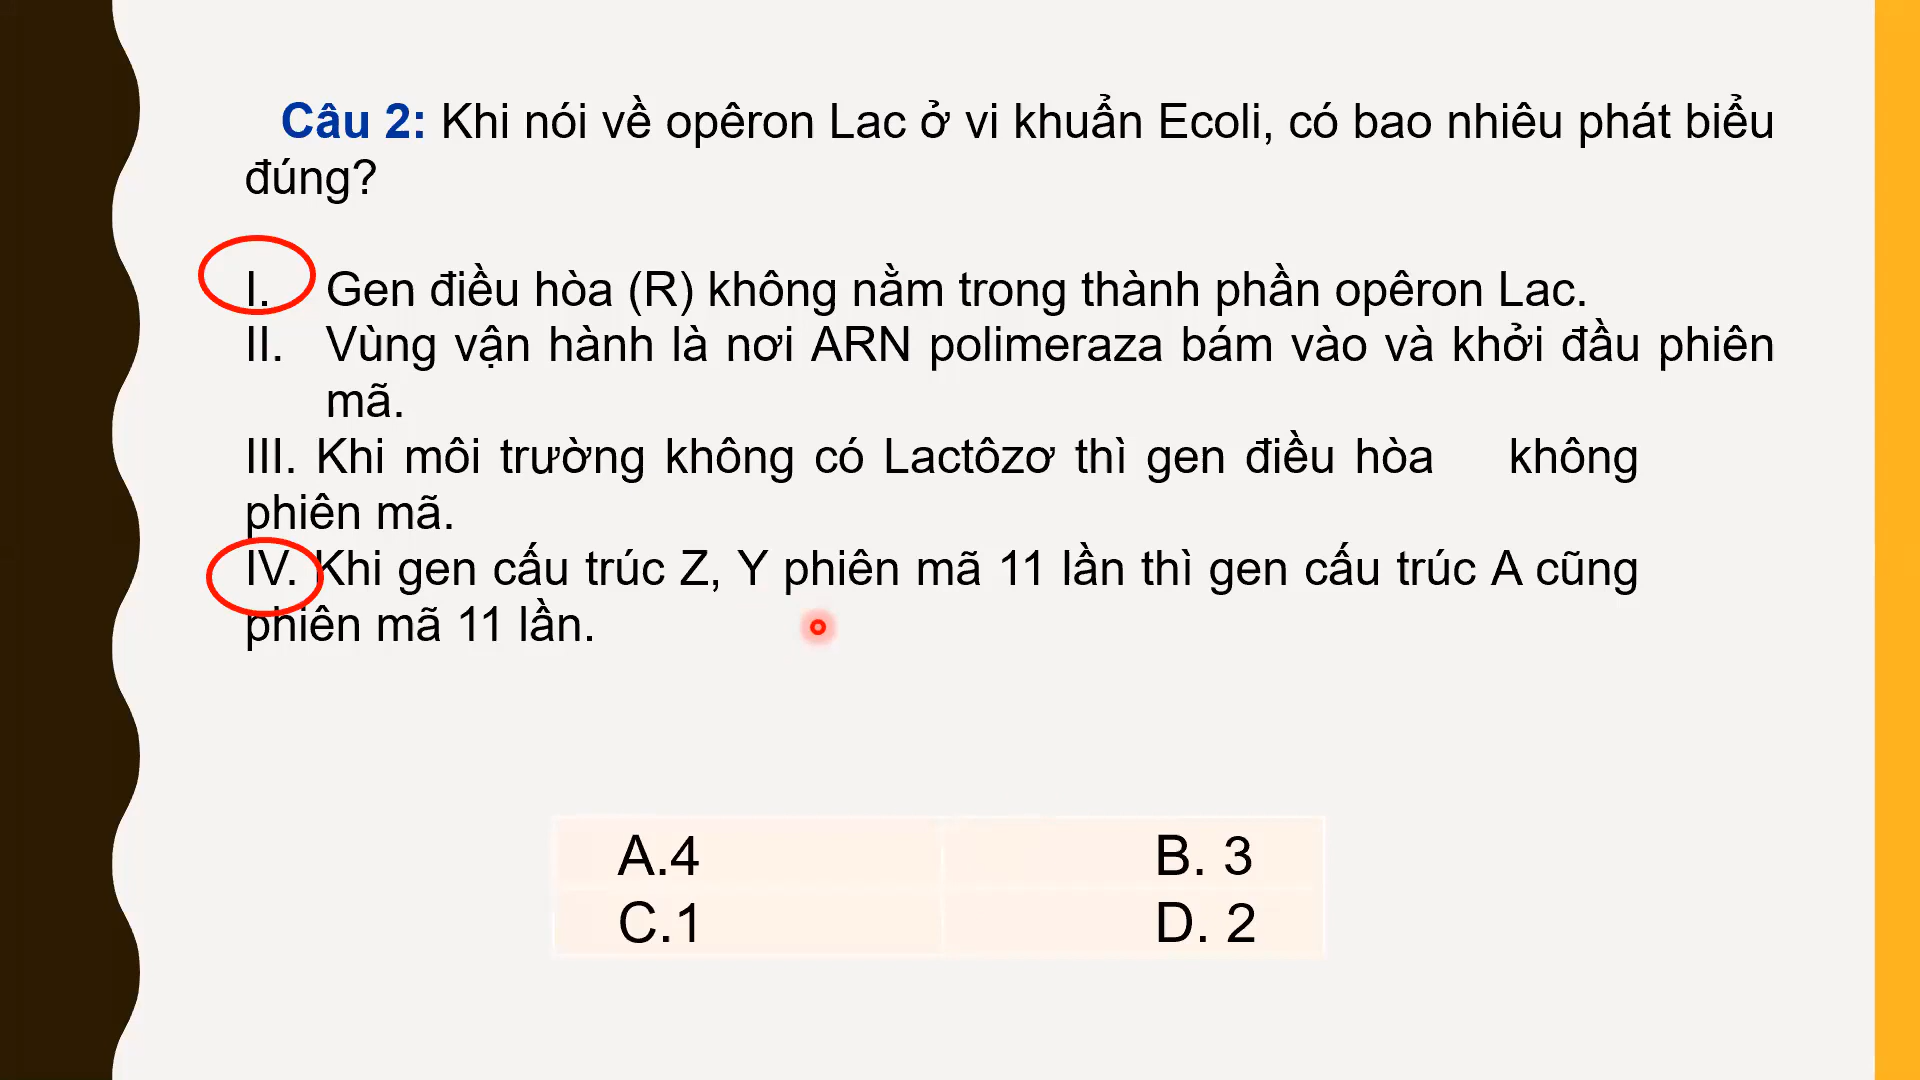 Câu 2: Khi nói về opêron Lac ở vi khuẩn Ecoli, có bao nhiêu phát biểu
đúng?
I. Gen điều hòa (R) không nằm trong thành phần opêron Lac.
II. Vùng vận hành là nơi ARN polimeraza bám vào và khởi đầu phiên
mã.
III. Khi môi trường không có Lactôzơ thì gen điều hòa không
phiên mã.
IV. Khi gen cấu trúc Z, Y phiên mã 11 lần thì gen cấu trúc A cũng
phiên mã 11 lần.
A.4 B. 3
C.1 D. 2